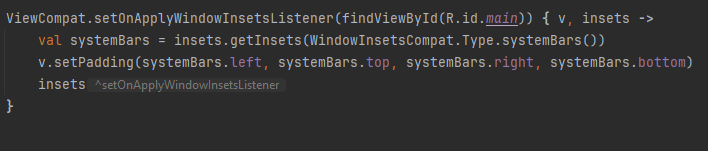 ViewCompat.setOnApplyWindowInsetsListener(findViewById(R.id.main)) { v, insets ->
    val systemBars = insets.getInsets(WindowInsetsCompat.Type.systemBars())
    v.setPadding(systemBars.left, systemBars.top, systemBars.right, systemBars.bottom)
    insets ^setOnApplyWindowInsetsListener
}